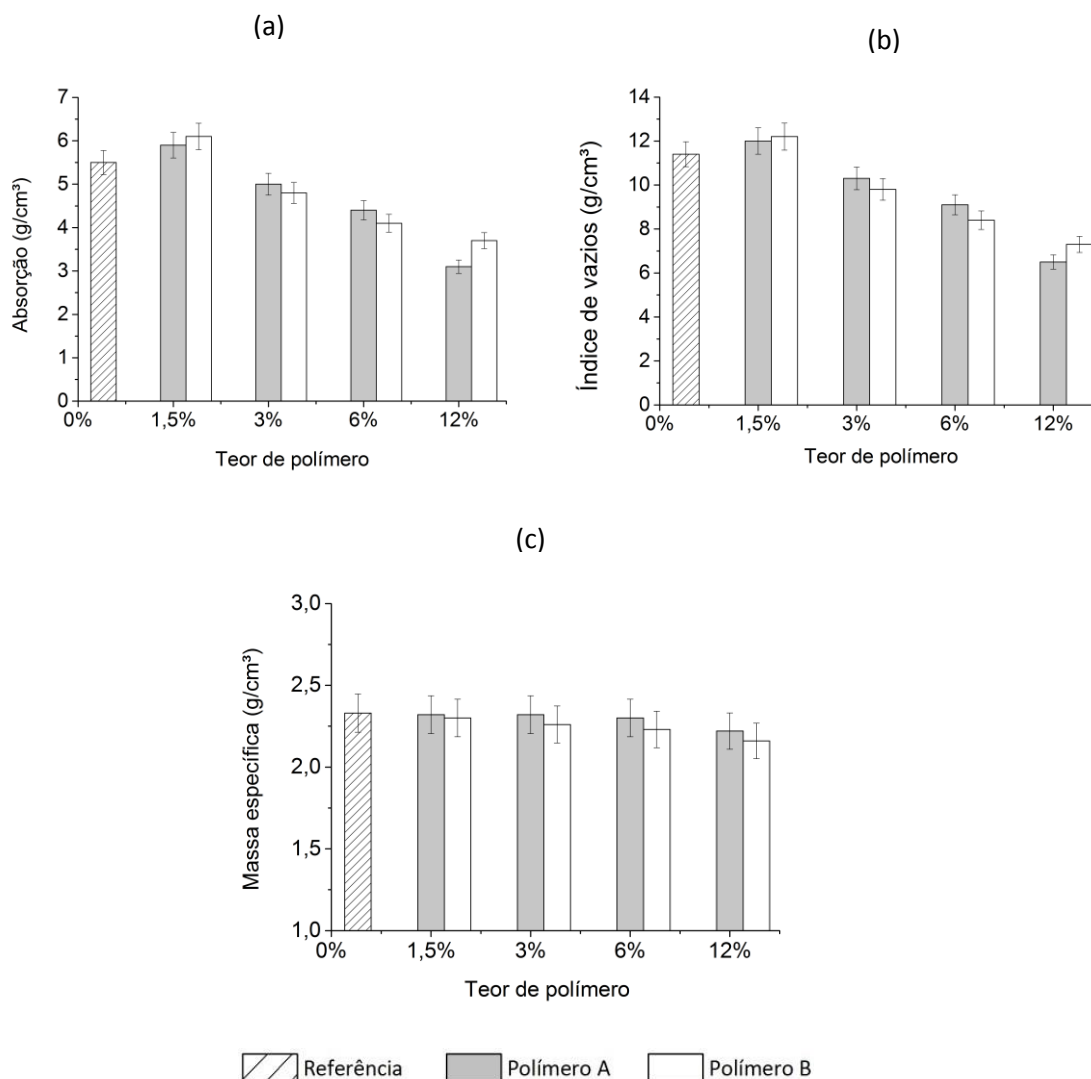 (a)
7
6
5
4
3
2
1
0
Absorção (g/cm³)
0% 1,5% 3% 6% 12%
Teor de polímero
(b)
14
12
10
8
6
4
2
0
Índice de vazios (g/cm³)
0% 1,5% 3% 6% 12%
Teor de polímero
(c)
3,0
2,5
2,0
1,5
1,0
Massa específica (g/cm³)
0% 1,5% 3% 6% 12%
Teor de polímero
Referência Polímero A Polímero B